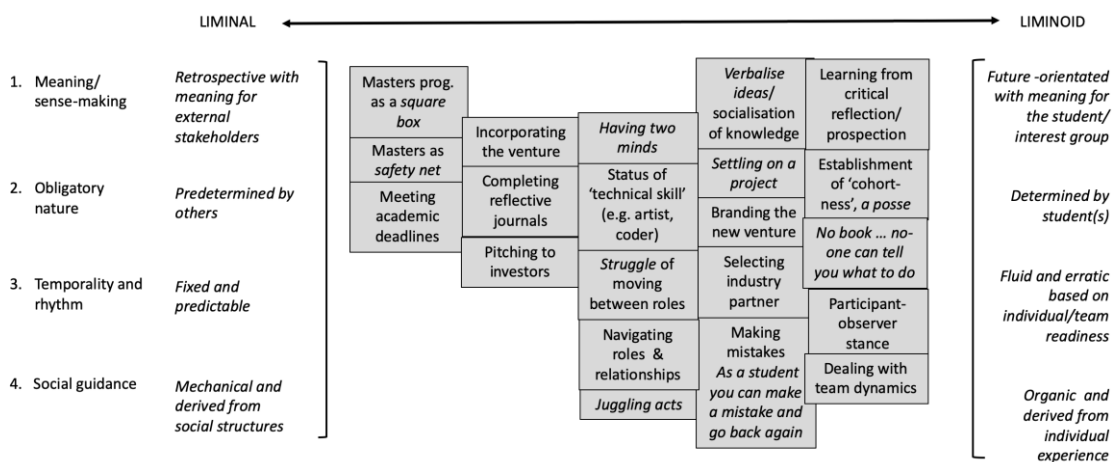 LIMINAL
LIMINOID
1. Meaning/
sense-making
Retrospective with
meaning for
external
stakeholders
2. Obligatory
nature
Predetermined by
others
3. Temporality and
rhythm
Fixed and
predictable
4. Social guidance
Mechanical and
derived from
social structures
Masters prog.
as a square
box
Masters as
safety net
Meeting
academic
deadlines
Incorporating
the venture
Completing
reflective
journals
Pitching to
investors
Having two
minds
Status of
‘technical skill’
(e.g. artist,
coder)
Struggle of
moving
between roles
Navigating
roles &
relationships
Juggling acts
Verbalise
ideas/
socialisation
of knowledge
Settling on a
project
Branding the
new venture
Selecting
industry
partner
Making
mistakes
As a student
you can make
a mistake and
go back again
Learning from
critical
reflection/
prospection
Establishment
of ‘cohort-
ness’, a posse
No book ... no-
one can tell
you what to do
Participant-
observer
stance
Dealing with
team dynamics
Future -orientated
with meaning for
the student/
interest group
Determined by
student(s)
Fluid and erratic
based on
individual/team
readiness
Organic and
derived from
individual
experience